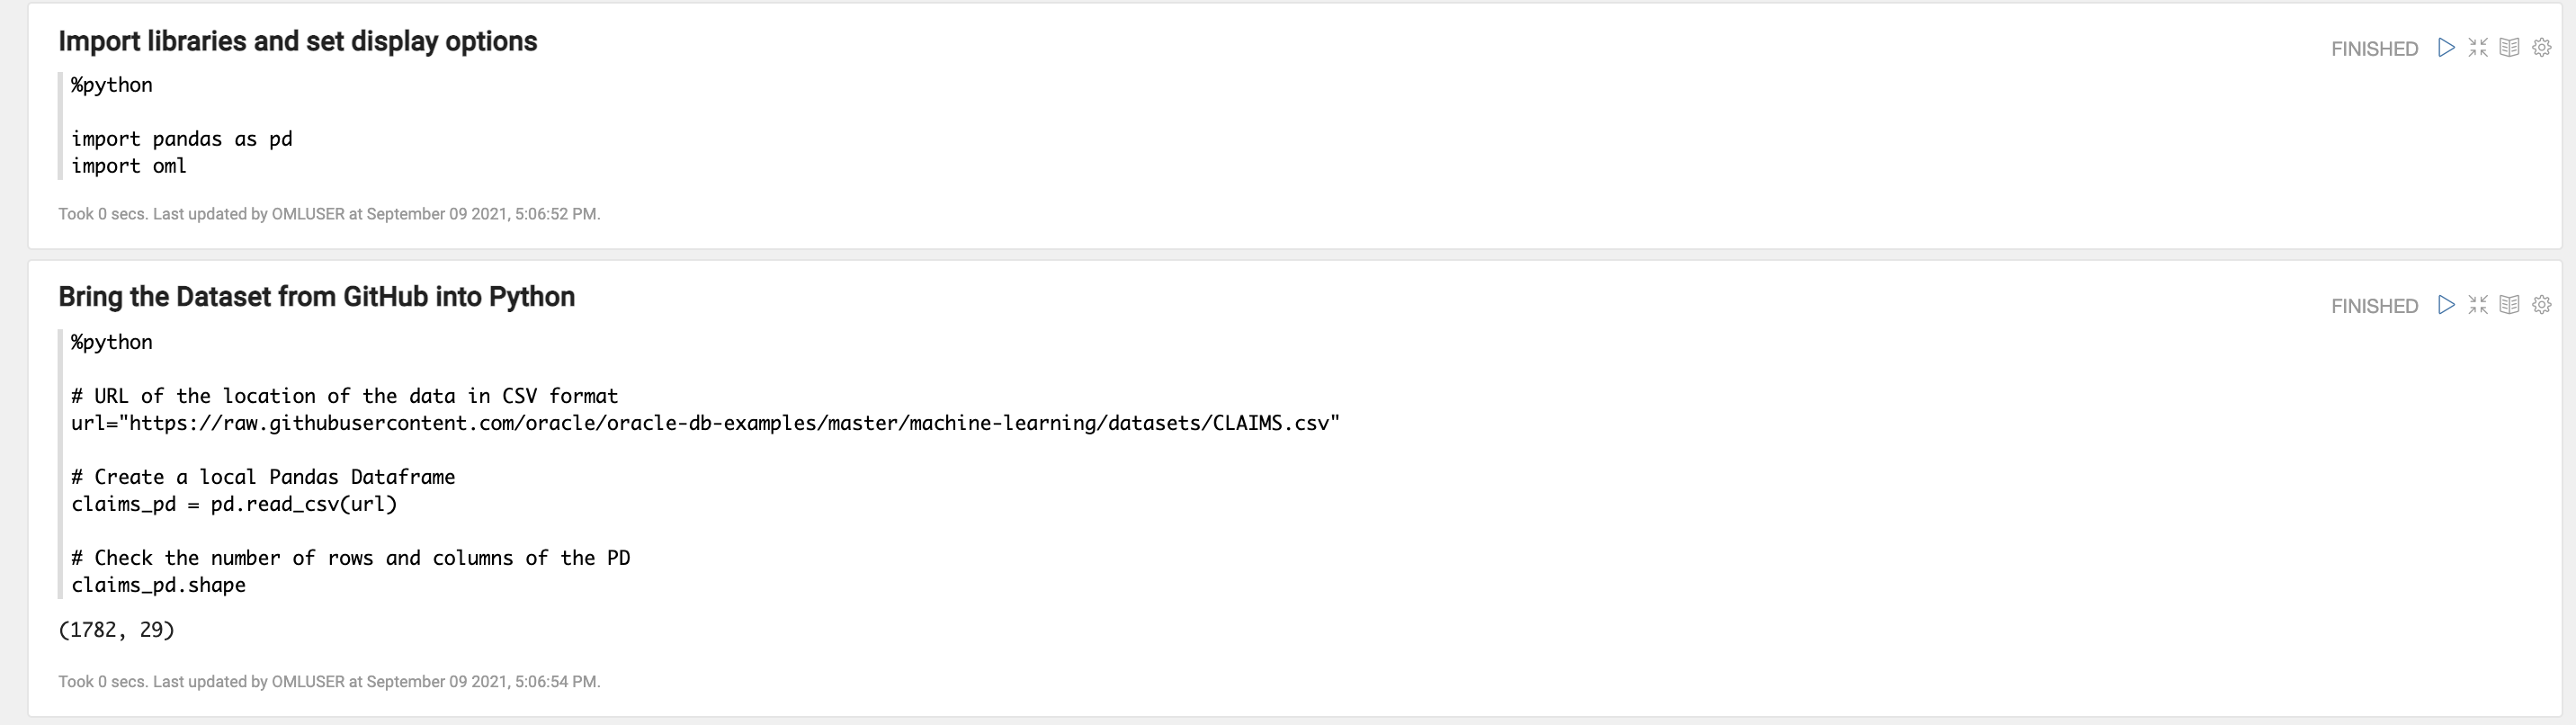 Import libraries and set display options
FINISHED
%python
import pandas as pd
import oml
Took 0 secs. Last updated by OMLUSER at September 09 2021, 5:06:52 PM.
Bring the Dataset from GitHub into Python
FINISHED
%python
# URL of the location of the data in CSV format
url="https://raw.githubusercontent.com/oracle/oracle-db-examples/master/machine-learning/datasets/CLAIMS.csv"
# Create a local Pandas Dataframe
claims_pd = pd.read_csv(url)
# Check the number of rows and columns of the PD
claims_pd.shape
(1782, 29)
Took 0 secs. Last updated by OMLUSER at September 09 2021, 5:06:54 PM.